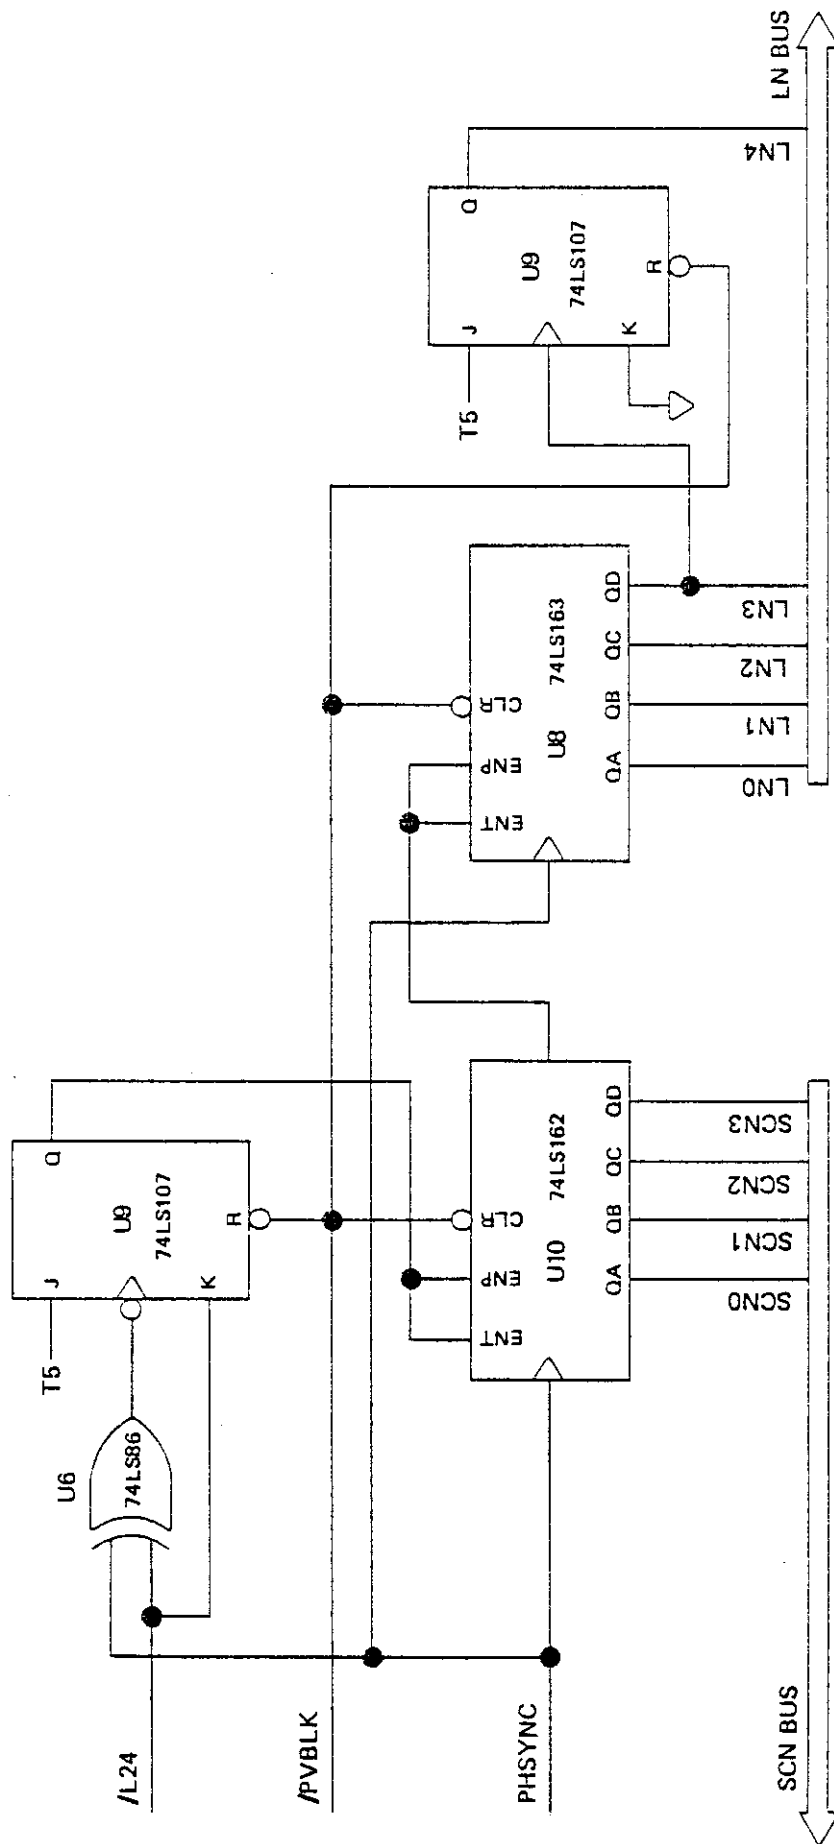 /L24
/PVBLK
PHSYNC
SCN BUS
U6
74LS86
T5
J
Q
U9
74LS107
K
R
ENT
ENP
CLR
U10
74LS162
QA
QB
QC
QD
SCN0
SCN1
SCN2
SCN3
ENT
ENP
CLR
U8
74LS163
QA
QB
QC
QD
LN0
LN1
LN2
LN3
T5
J
Q
U9
74LS107
K
R
LN4
LN BUS